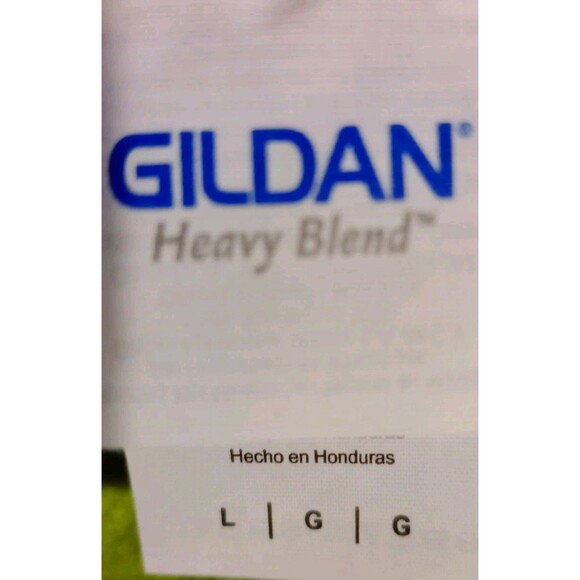 GILDAN®
Heavy Blend™
Hecho en Honduras
L | G | G